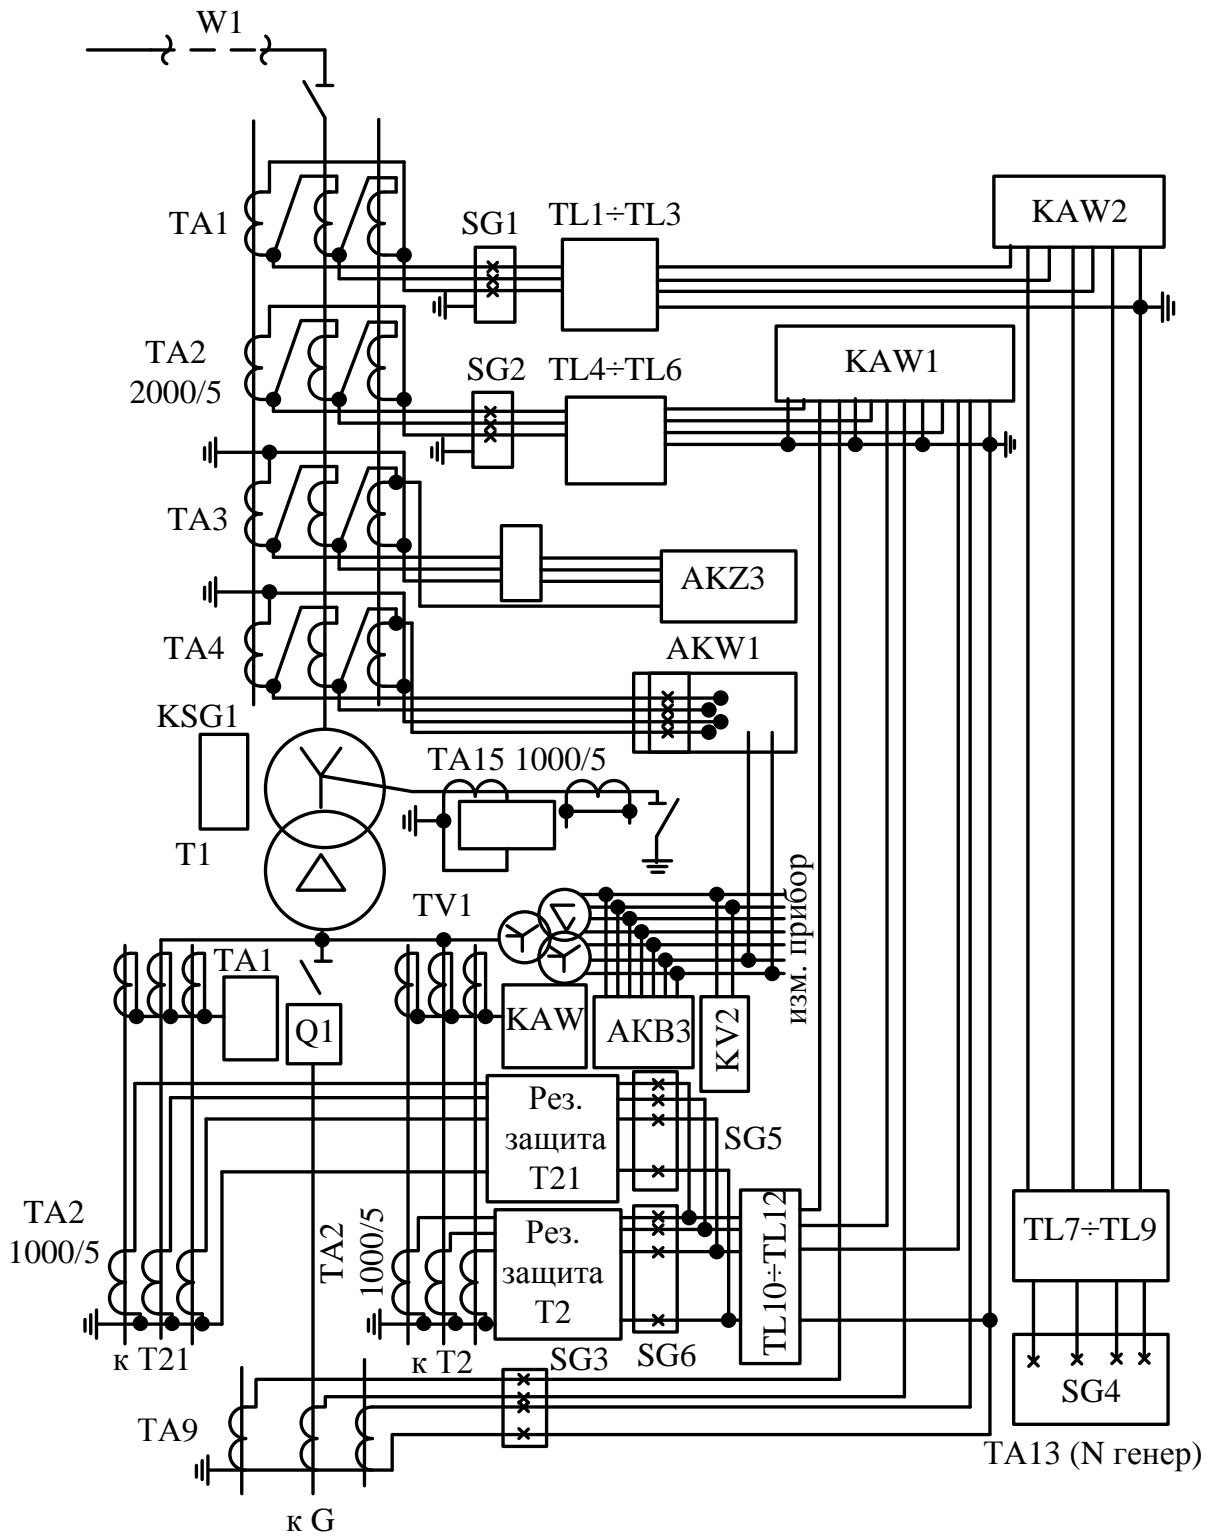 W1
TA1
SG1
TL1÷TL3
KAW2
TA2
2000/5
SG2
TL4÷TL6
KAW1
TA3
AKZ3
TA4
AKW1
KSG1
TA15 1000/5
T1
TV1
изм. прибор
TA1
Q1
KAW
АКВ3
KV2
Рез.
защита
T21
SG5
TA2
1000/5
TA2
1000/5
Рез.
защита
T2
TL10÷TL12
TL7÷TL9
к T21
к T2
SG3
SG6
SG4
TA9
TA13 (N генер)
к G